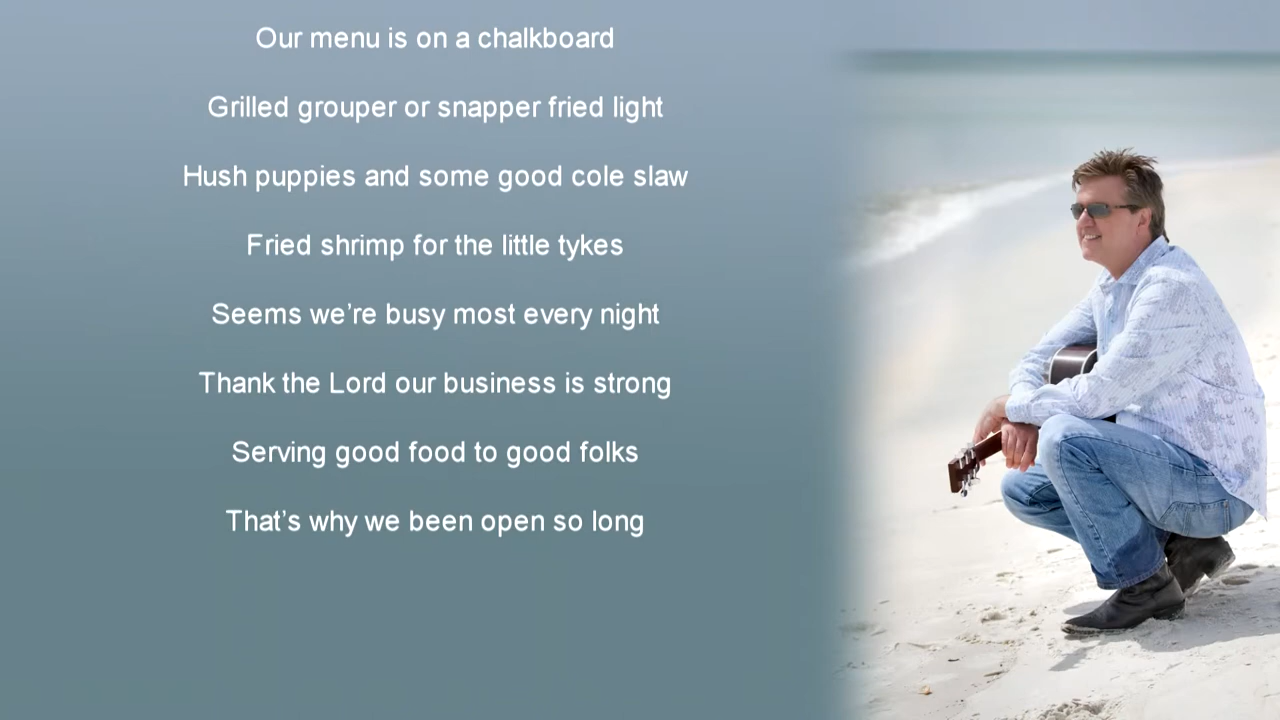 Our menu is on a chalkboard
Grilled grouper or snapper fried light
Hush puppies and some good cole slaw
Fried shrimp for the little tykes
Seems we’re busy most every night
Thank the Lord our business is strong
Serving good food to good folks
That’s why we been open so long